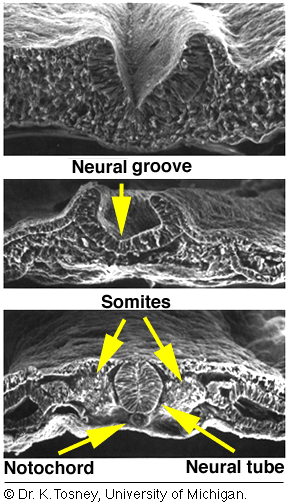 Neural groove
Somites
Notochord Neural tube
© Dr. K. Tosney, University of Michigan.